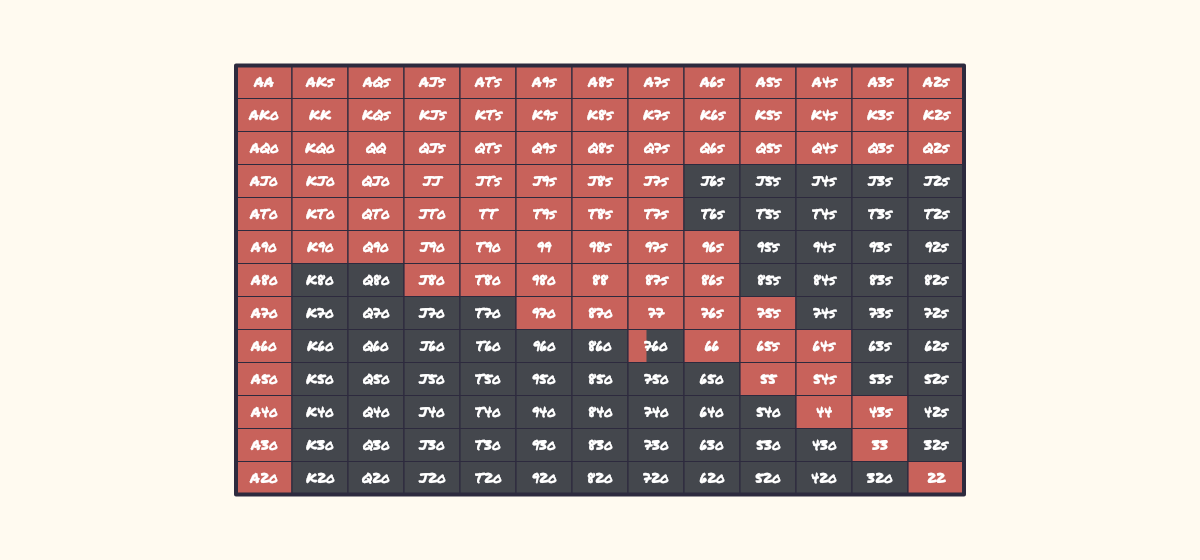 AA AKs AQs AJs ATs A9s A8s A7s A6s A5s A4s A3s A2s
AKo KK KQs KJs KTs K9s K8s K7s K6s K5s K4s K3s K2s
AQo KQo QQ QJs QTs Q9s Q8s Q7s Q6s Q5s Q4s Q3s Q2s
AJo KJo QJo JJ JTs J9s J8s J7s J6s J5s J4s J3s J2s
ATo KTo QTo JTo TT T9s T8s T7s T6s T5s T4s T3s T2s
A9o K9o Q9o J9o T9o 99 98s 97s 96s 95s 94s 93s 92s
A8o K8o Q8o J8o T8o 98o 88 87s 86s 85s 84s 83s 82s
A7o K7o Q7o J7o T7o 97o 87o 77 76s 75s 74s 73s 72s
A6o K6o Q6o J6o T6o 96o 86o 76o 66 65s 64s 63s 62s
A5o K5o Q5o J5o T5o 95o 85o 75o 65o 55 54s 53s 52s
A4o K4o Q4o J4o T4o 94o 84o 74o 64o 54o 44 43s 42s
A3o K3o Q3o J3o T3o 93o 83o 73o 63o 53o 43o 33 32s
A2o K2o Q2o J2o T2o 92o 82o 72o 62o 52o 42o 32o 22